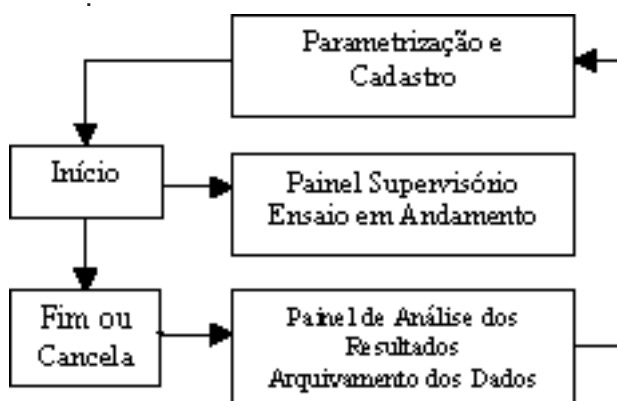 Parametrização e
Cadastro
Início
Painel Supervisório
Ensaio em Andamento
Fim ou
Cancela
Painel de Análise dos
Resultados
Arquivamento dos Dados